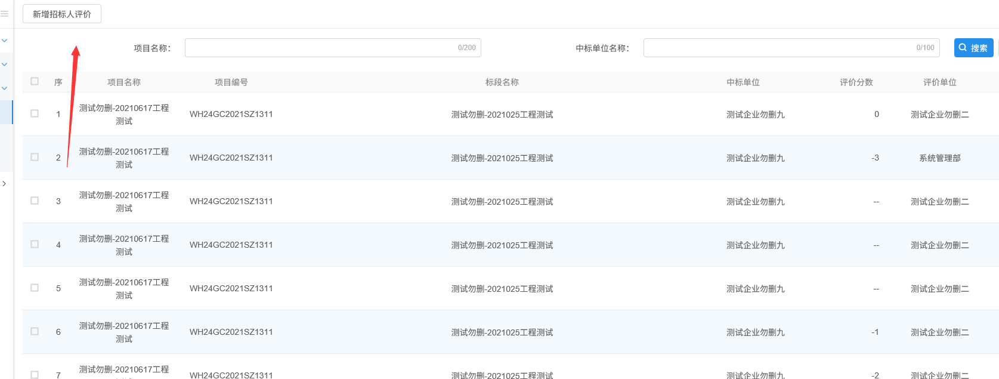 新增招标人评价
项目名称：
0/200
中标单位名称：
0/100
搜索
序 项目名称 项目编号 标段名称 中标单位 评价分数 评价单位
1 测试勿删-20210617工程测试 WH24GC2021SZ1311 测试勿删-2021025工程测试 测试企业勿删九 0 测试企业勿删二
2 测试勿删-20210617工程测试 WH24GC2021SZ1311 测试勿删-2021025工程测试 测试企业勿删九 -3 系统管理部
3 测试勿删-20210617工程测试 WH24GC2021SZ1311 测试勿删-2021025工程测试 测试企业勿删九 -- 测试企业勿删二
4 测试勿删-20210617工程测试 WH24GC2021SZ1311 测试勿删-2021025工程测试 测试企业勿删九 -- 测试企业勿删二
5 测试勿删-20210617工程测试 WH24GC2021SZ1311 测试勿删-2021025工程测试 测试企业勿删九 -- 测试企业勿删二
6 测试勿删-20210617工程测试 WH24GC2021SZ1311 测试勿删-2021025工程测试 测试企业勿删九 -1 测试企业勿删二
7 测试勿删-20210617工程 WH24GC2021SZ1311 测试勿删-2021025工程测试 测试企业勿删九 -2 测试企业勿删二